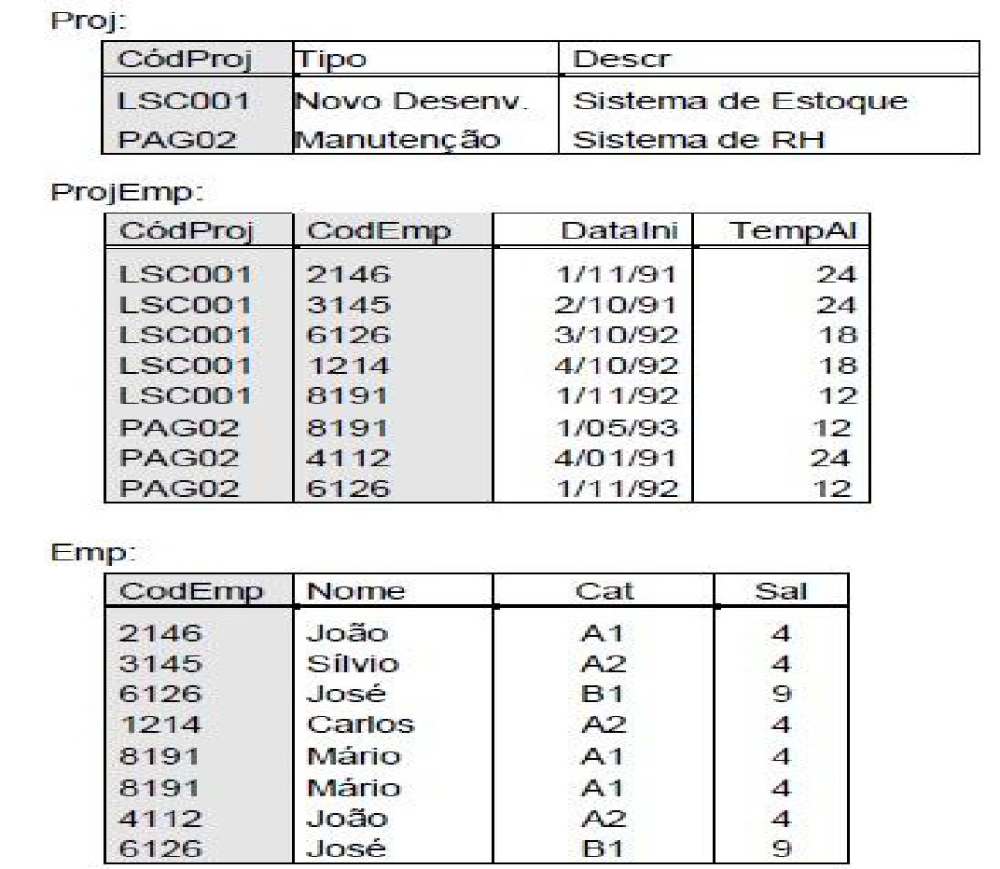 Proj:
CódProj Tipo Descr
LSC001 Novo Desenv. Sistema de Estoque
PAG02 Manutenção Sistema de RH
ProjEmp:
CódProj CodEmp DataIni TempAl
LSC001 2146 1/11/91 24
LSC001 3145 2/10/91 24
LSC001 6126 3/10/92 18
LSC001 1214 4/10/92 18
LSC001 8191 1/11/92 12
PAG02 8191 1/05/93 12
PAG02 4112 4/01/91 24
PAG02 6126 1/11/92 12
Emp:
CodEmp Nome Cat Sal
2146 João A1 4
3145 Sílvio A2 4
6126 José B1 9
1214 Carlos A2 4
8191 Mário A1 4
8191 Mário A1 4
4112 João A2 4
6126 José B1 9